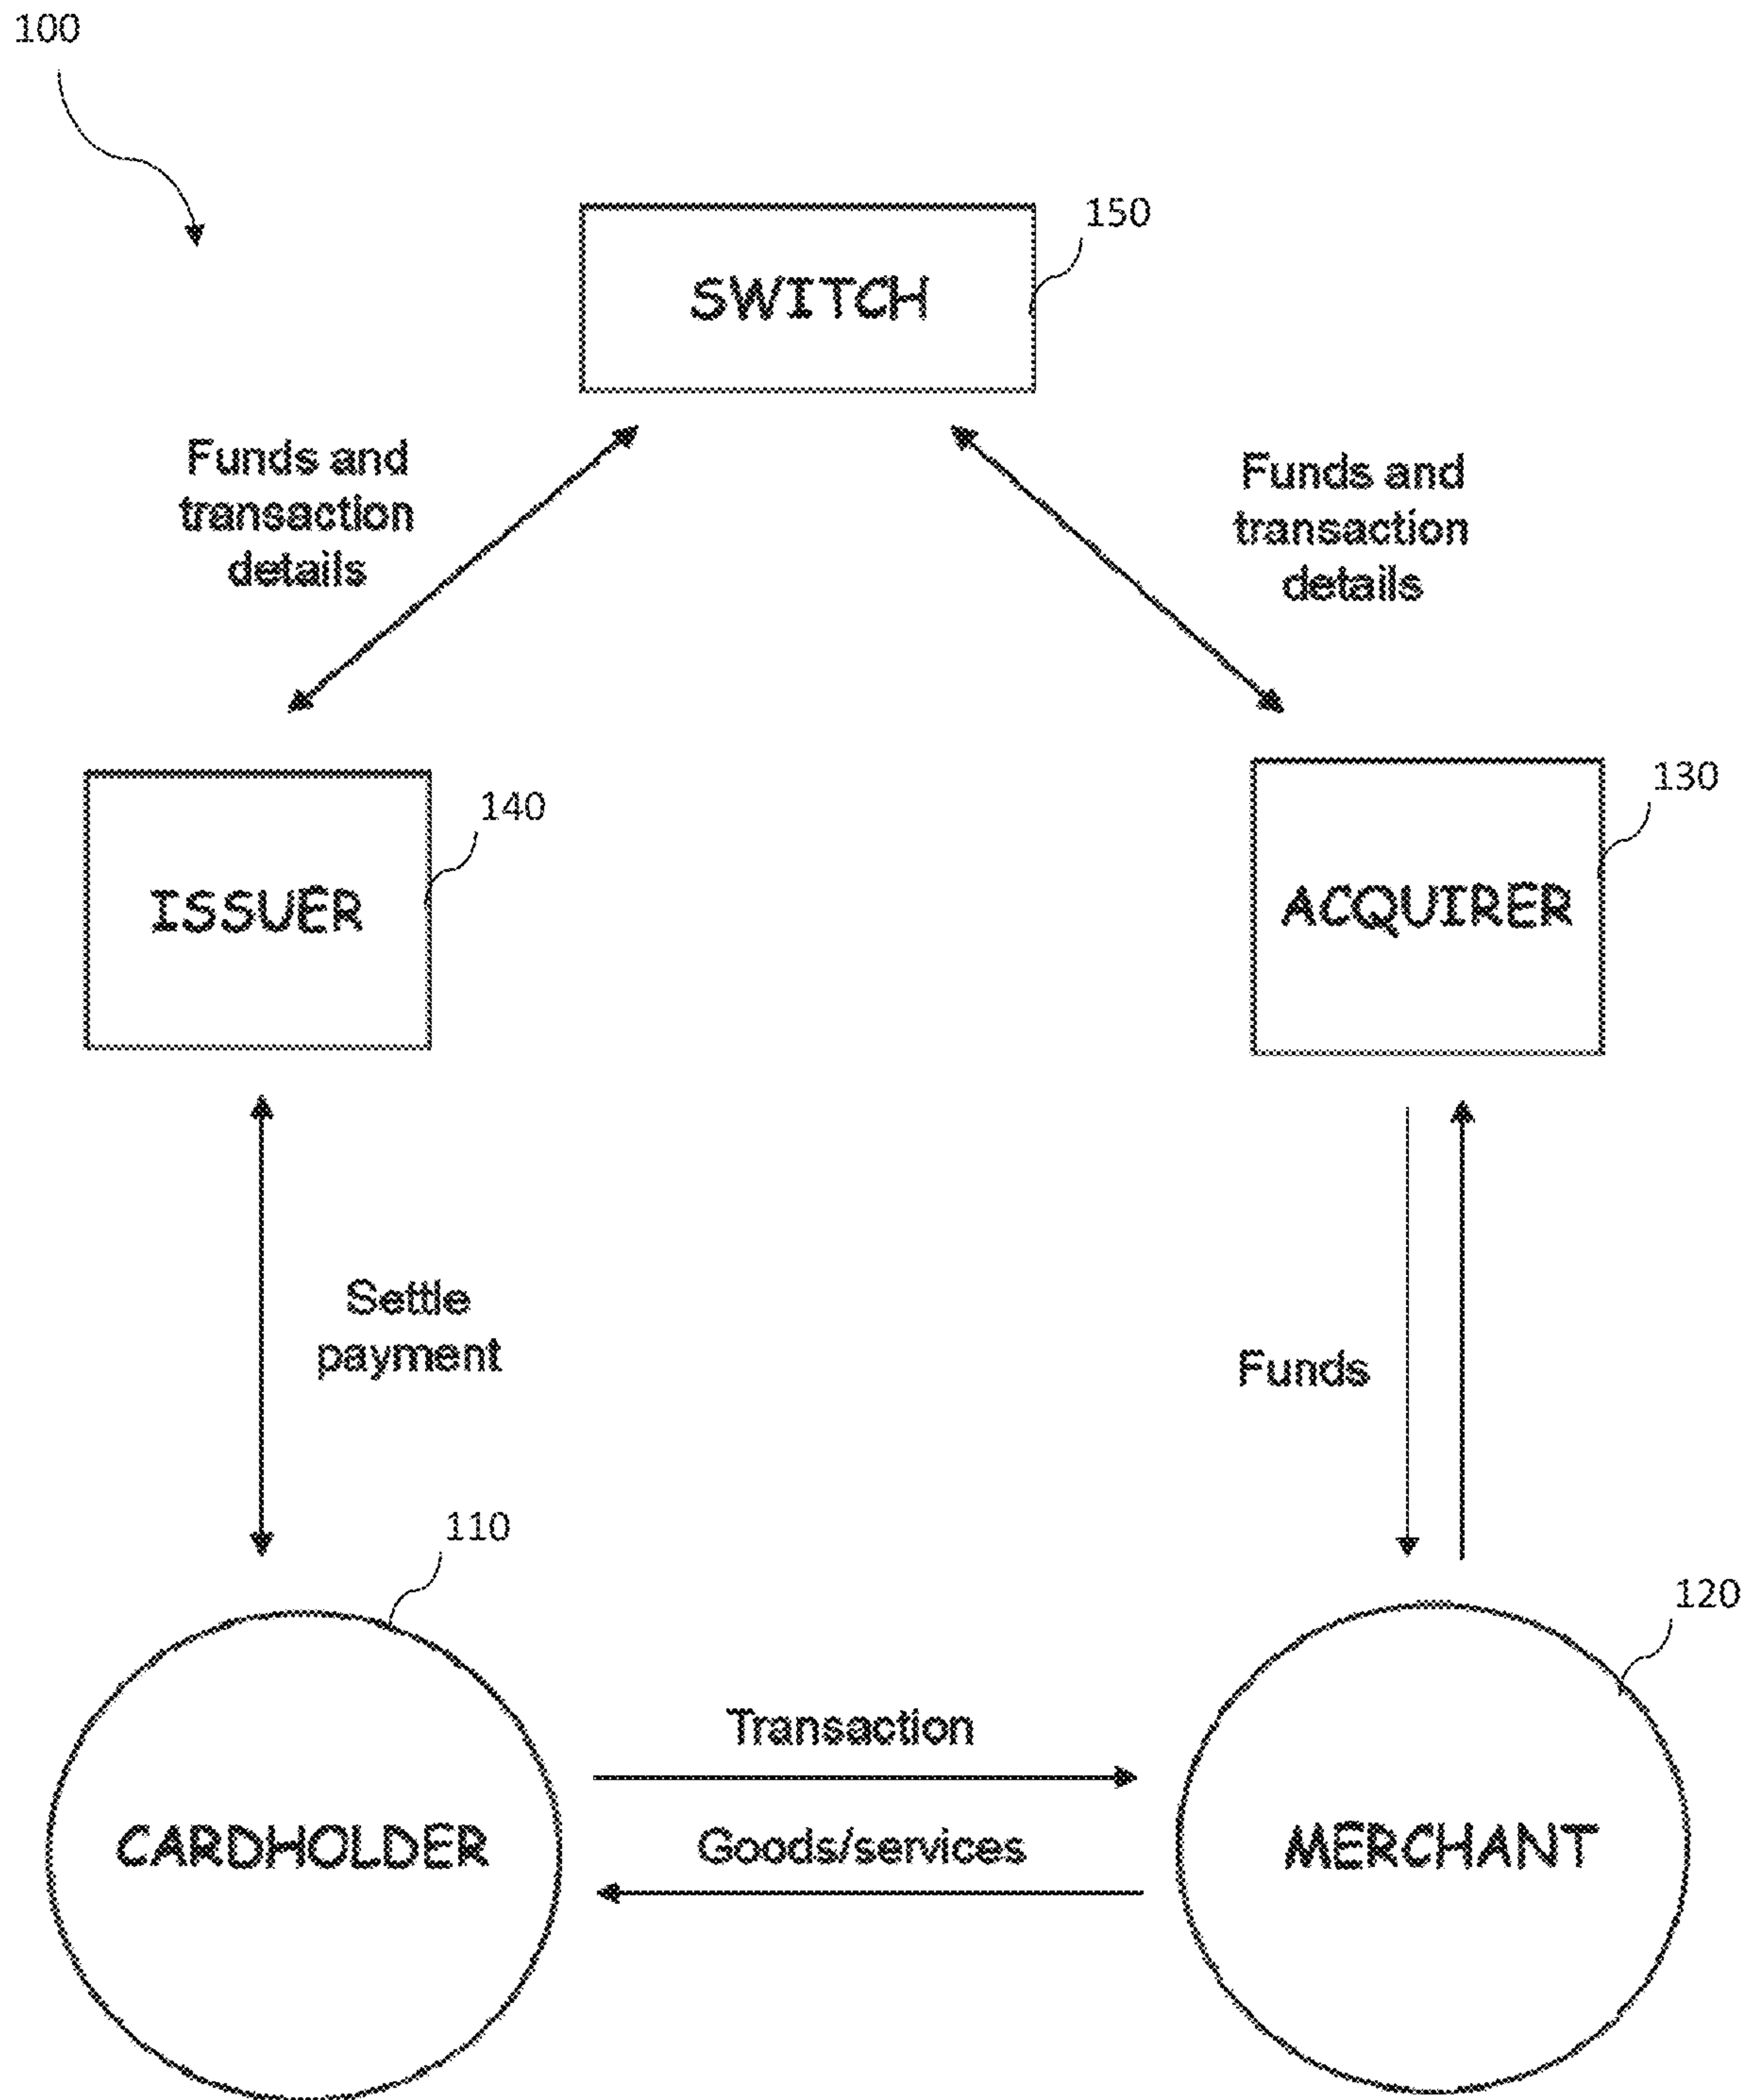 100
150
SWITCH
Funds and
transaction
details
Funds and
transaction
details
140
ISSUER
130
ACQUIRER
Settle
payment
Funds
110
CARDHOLDER
120
MERCHANT
Transaction
Goods/services